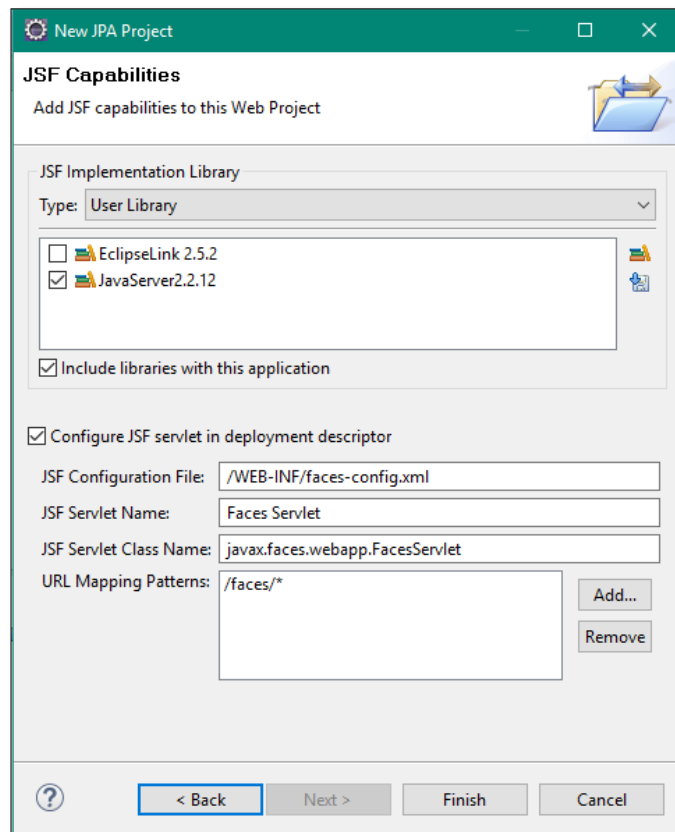 New JPA Project
JSF Capabilities
Add JSF capabilities to this Web Project
JSF Implementation Library
Type: User Library
EclipseLink 2.5.2
JavaServer2.2.12
Include libraries with this application
Configure JSF servlet in deployment descriptor
JSF Configuration File: /WEB-INF/faces-config.xml
JSF Servlet Name: Faces Servlet
JSF Servlet Class Name: javax.faces.webapp.FacesServlet
URL Mapping Patterns: /faces/*
Add...
Remove
? < Back Next > Finish Cancel